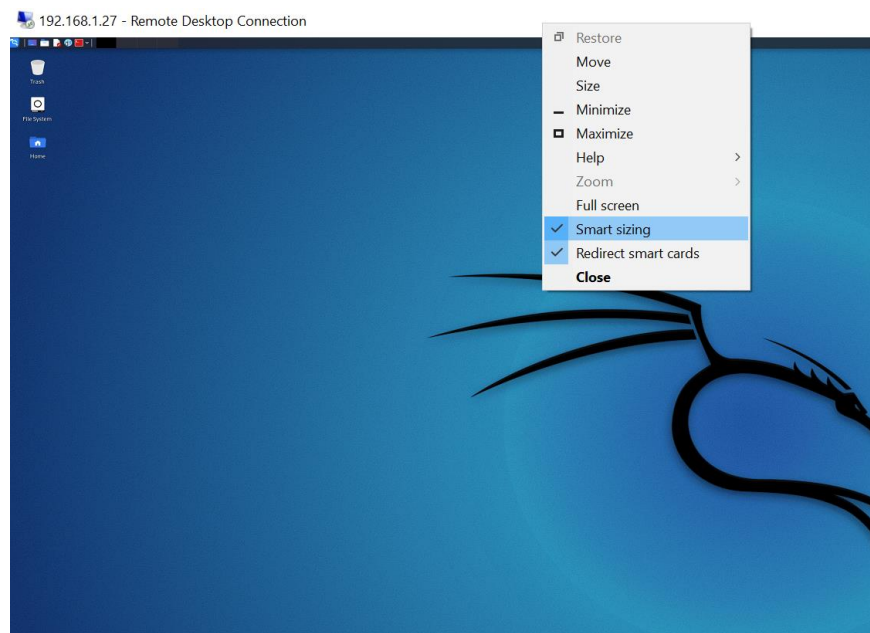 192.168.1.27 - Remote Desktop Connection
Restore
Move
Size
Minimize
Maximize
Help
Zoom
Full screen
Smart sizing
Redirect smart cards
Close
Trash
File System
Home